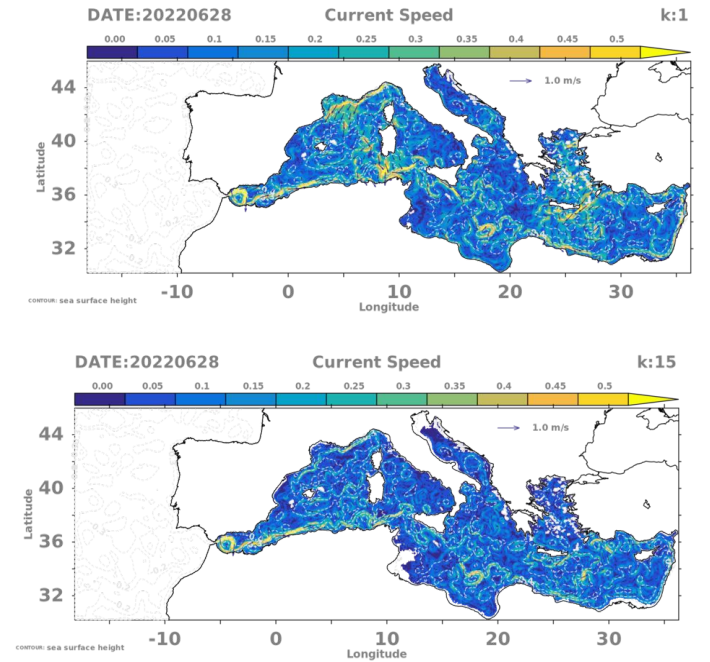 DATE:20220628 Current Speed k:1
0.00 0.05 0.1 0.15 0.2 0.25 0.3 0.35 0.4 0.45 0.5
1.0 m/s
44
40
36
32
Latitude
-10 0 10 20 30
CONTOUR: sea surface height
Longitude
DATE:20220628 Current Speed k:15
0.00 0.05 0.1 0.15 0.2 0.25 0.3 0.35 0.4 0.45 0.5
1.0 m/s
44
40
36
32
Latitude
-10 0 10 20 30
CONTOUR: sea surface height
Longitude